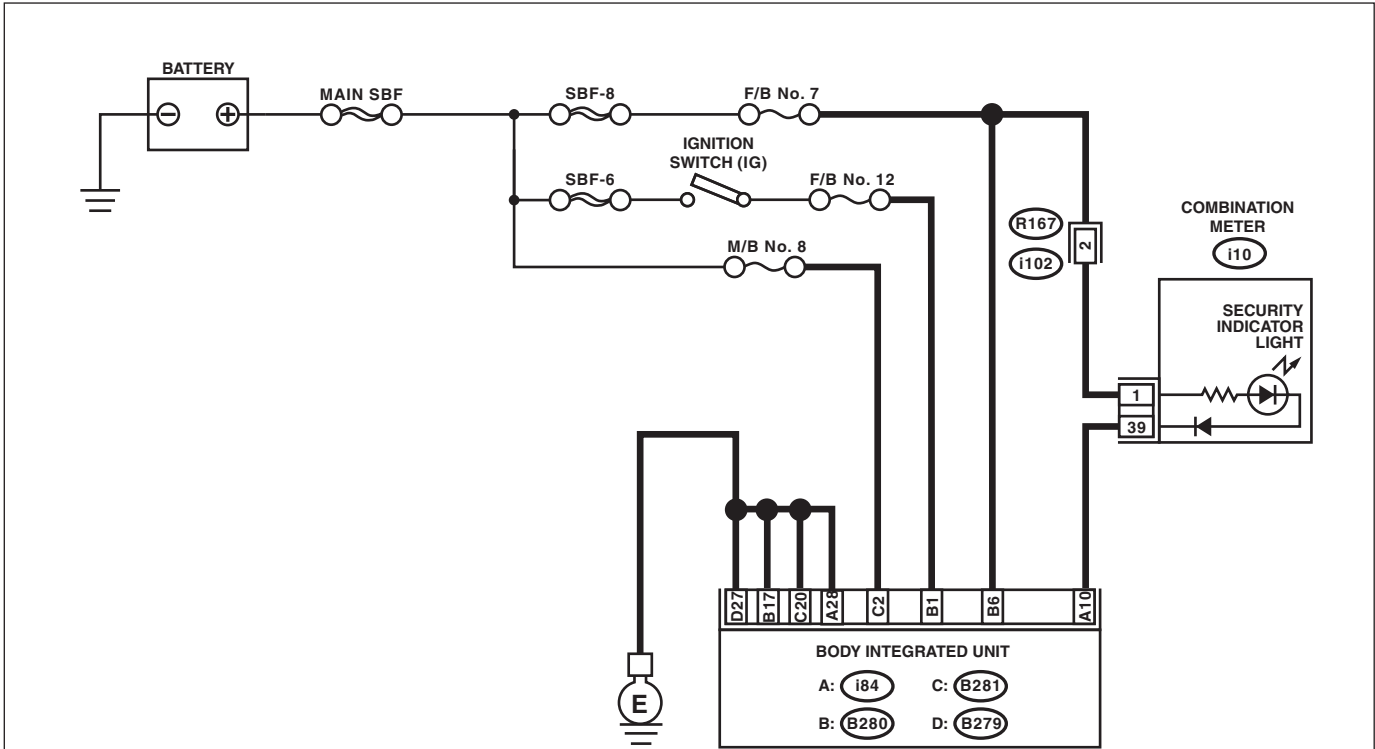 BATTERY
MAIN SBF
SBF-8
F/B No. 7
IGNITION
SWITCH (IG)
SBF-6
F/B No. 12
M/B No. 8
R167
i102
2
COMBINATION
METER
i10
SECURITY
INDICATOR
LIGHT
1
39
D27
B17
C20
A28
C2
B1
B6
A10
E
BODY INTEGRATED UNIT
A: i84 C: B281
B: B280 D: B279